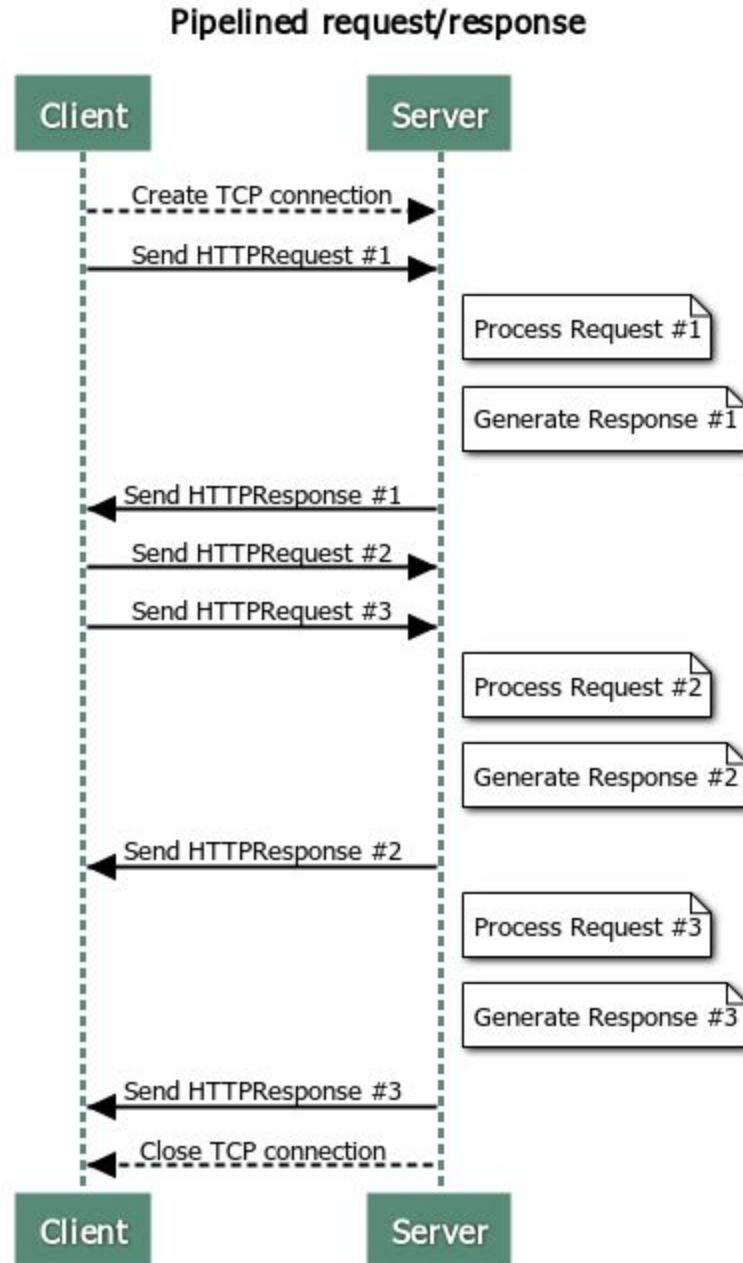 Pipelined request/response
Client Server
Create TCP connection
Send HTTPRequest #1
Process Request #1
Generate Response #1
Send HTTPResponse #1
Send HTTPRequest #2
Send HTTPRequest #3
Process Request #2
Generate Response #2
Send HTTPResponse #2
Process Request #3
Generate Response #3
Send HTTPResponse #3
Close TCP connection
Client Server